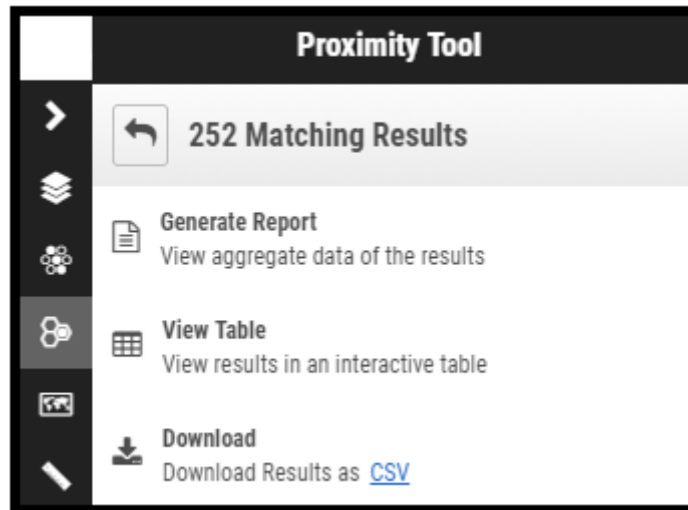 Proximity Tool
252 Matching Results
Generate Report
View aggregate data of the results
View Table
View results in an interactive table
Download
Download Results as CSV